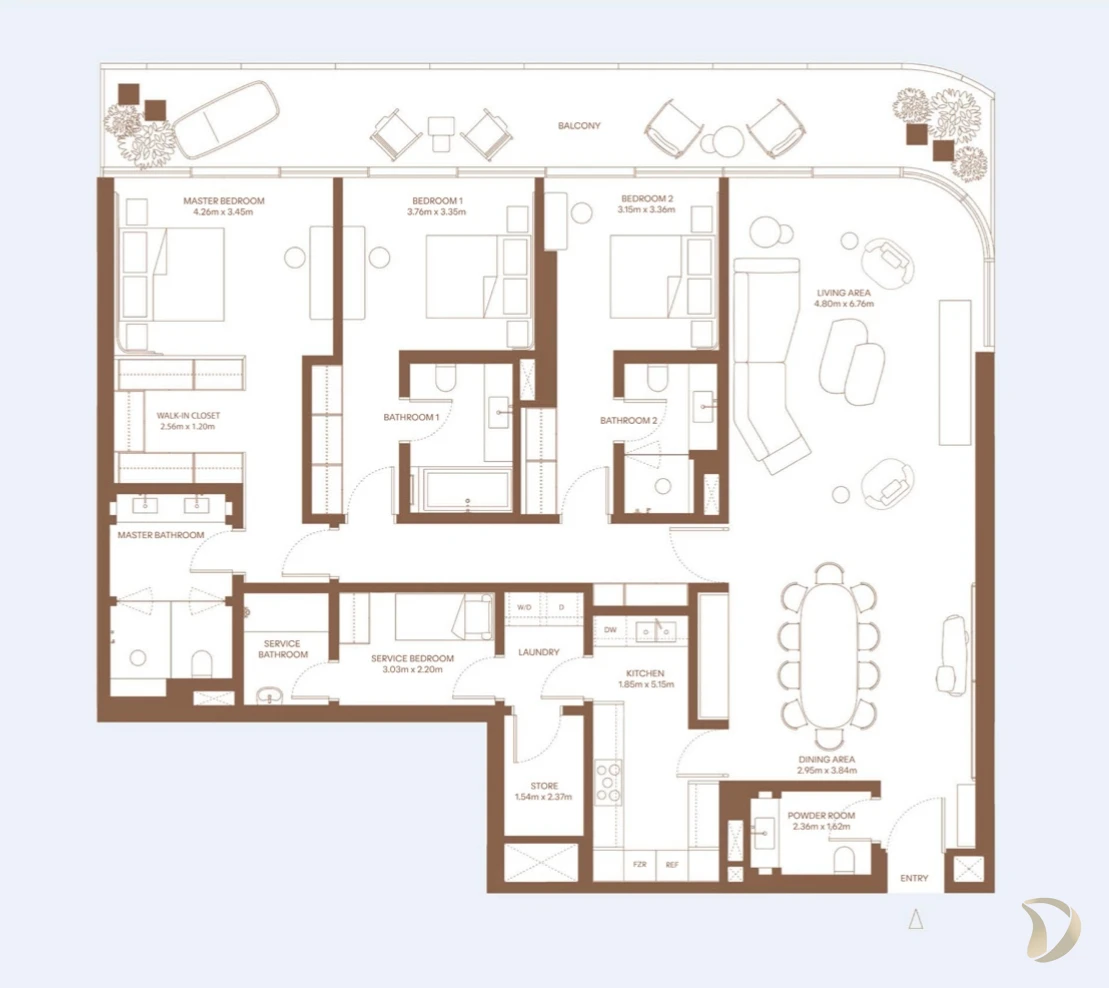 BALCONY
MASTER BEDROOM
4.26m x 3.45m
BEDROOM 1
3.76m x 3.35m
BEDROOM 2
3.15m x 3.36m
LIVING AREA
4.80m x 6.76m
WALK-IN CLOSET
2.56m x 1.20m
BATHROOM 1
BATHROOM 2
MASTER BATHROOM
SERVICE
BATHROOM
SERVICE BEDROOM
3.03m x 2.20m
W/D
D
LAUNDRY
DW
KITCHEN
1.85m x 5.15m
DINING AREA
2.95m x 3.84m
STORE
1.54m x 2.37m
POWDER ROOM
2.36m x 1.62m
FZR
REF
ENTRY